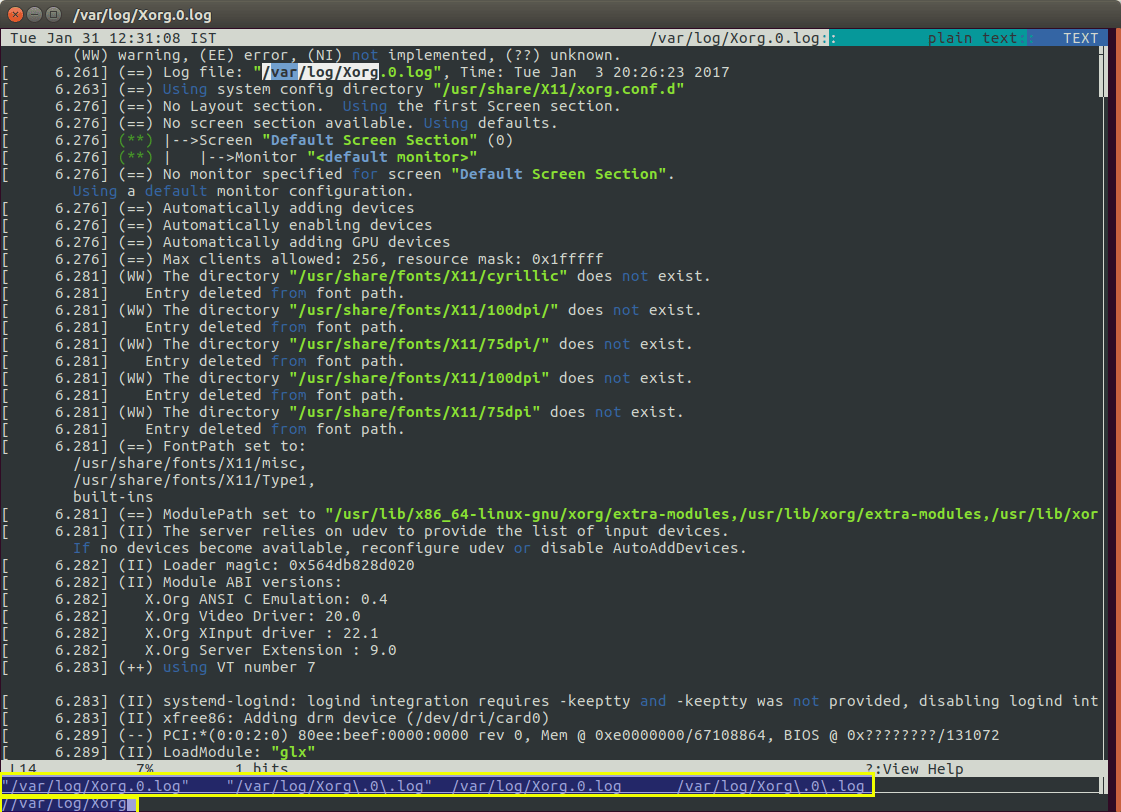 /var/log/Xorg.0.log
Tue Jan 31 12:31:08 IST /var/log/Xorg.0.log:: plain text:: TEXT
(WW) warning, (EE) error, (NI) not implemented, (??) unknown.
[ 6.261] (==) Log file: "/var/log/Xorg.0.log", Time: Tue Jan  3 20:26:23 2017
[ 6.263] (==) Using system config directory "/usr/share/X11/xorg.conf.d"
[ 6.276] (==) No Layout section.  Using the first Screen section.
[ 6.276] (==) No screen section available. Using defaults.
[ 6.276] (**) |-->Screen "Default Screen Section" (0)
[ 6.276] (**) |   |-->Monitor "<default monitor>"
[ 6.276] (==) No monitor specified for screen "Default Screen Section".
Using a default monitor configuration.
[ 6.276] (==) Automatically adding devices
[ 6.276] (==) Automatically enabling devices
[ 6.276] (==) Automatically adding GPU devices
[ 6.276] (==) Max clients allowed: 256, resource mask: 0x1fffff
[ 6.281] (WW) The directory "/usr/share/fonts/X11/cyrillic" does not exist.
[ 6.281] Entry deleted from font path.
[ 6.281] (WW) The directory "/usr/share/fonts/X11/100dpi/" does not exist.
[ 6.281] Entry deleted from font path.
[ 6.281] (WW) The directory "/usr/share/fonts/X11/75dpi/" does not exist.
[ 6.281] Entry deleted from font path.
[ 6.281] (WW) The directory "/usr/share/fonts/X11/100dpi" does not exist.
[ 6.281] Entry deleted from font path.
[ 6.281] (WW) The directory "/usr/share/fonts/X11/75dpi" does not exist.
[ 6.281] Entry deleted from font path.
[ 6.281] (==) FontPath set to:
/usr/share/fonts/X11/misc,
/usr/share/fonts/X11/Type1,
built-ins
[ 6.281] (==) ModulePath set to "/usr/lib/x86_64-linux-gnu/xorg/extra-modules,/usr/lib/xorg/extra-modules,/usr/lib/xor
[ 6.281] (II) The server relies on udev to provide the list of input devices.
If no devices become available, reconfigure udev or disable AutoAddDevices.
[ 6.282] (II) Loader magic: 0x564db828d020
[ 6.282] (II) Module ABI versions:
[ 6.282] X.Org ANSI C Emulation: 0.4
[ 6.282] X.Org Video Driver: 20.0
[ 6.282] X.Org XInput driver : 22.1
[ 6.282] X.Org Server Extension : 9.0
[ 6.283] (++) using VT number 7
[ 6.283] (II) systemd-logind: logind integration requires -keeptty and -keeptty was not provided, disabling logind int
[ 6.283] (II) xfree86: Adding drm device (/dev/dri/card0)
[ 6.289] (--) PCI:*(0:0:2:0) 80ee:beef:0000:0000 rev 0, Mem @ 0xe0000000/67108864, BIOS @ 0x????????/131072
[ 6.289] (II) LoadModule: "glx"
L14 7% 1 hits ?:View Help
"/var/log/Xorg.0.log" "/var/log/Xorg\.0\.log" /var/log/Xorg.0.log /var/log/Xorg\.0\.log
//var/log/Xorg